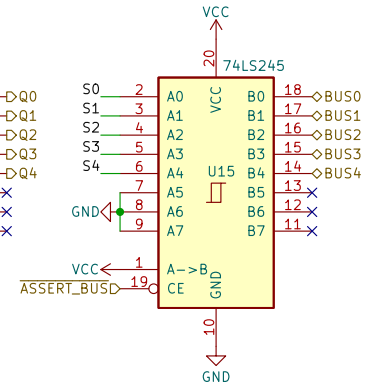 VCC
20
74LS245
Q0 S0 2 A0 VCC B0 18 BUS0
Q1 S1 3 A1 B1 17 BUS1
Q2 S2 4 A2 B2 16 BUS2
Q3 S3 5 A3 B3 15 BUS3
Q4 S4 6 A4 U15 B4 14 BUS4
7 A5 B5 13
GND 8 A6 B6 12
9 A7 B7 11
VCC 1 A->B GND
ASSERT_BUS 19 CE
10
GND